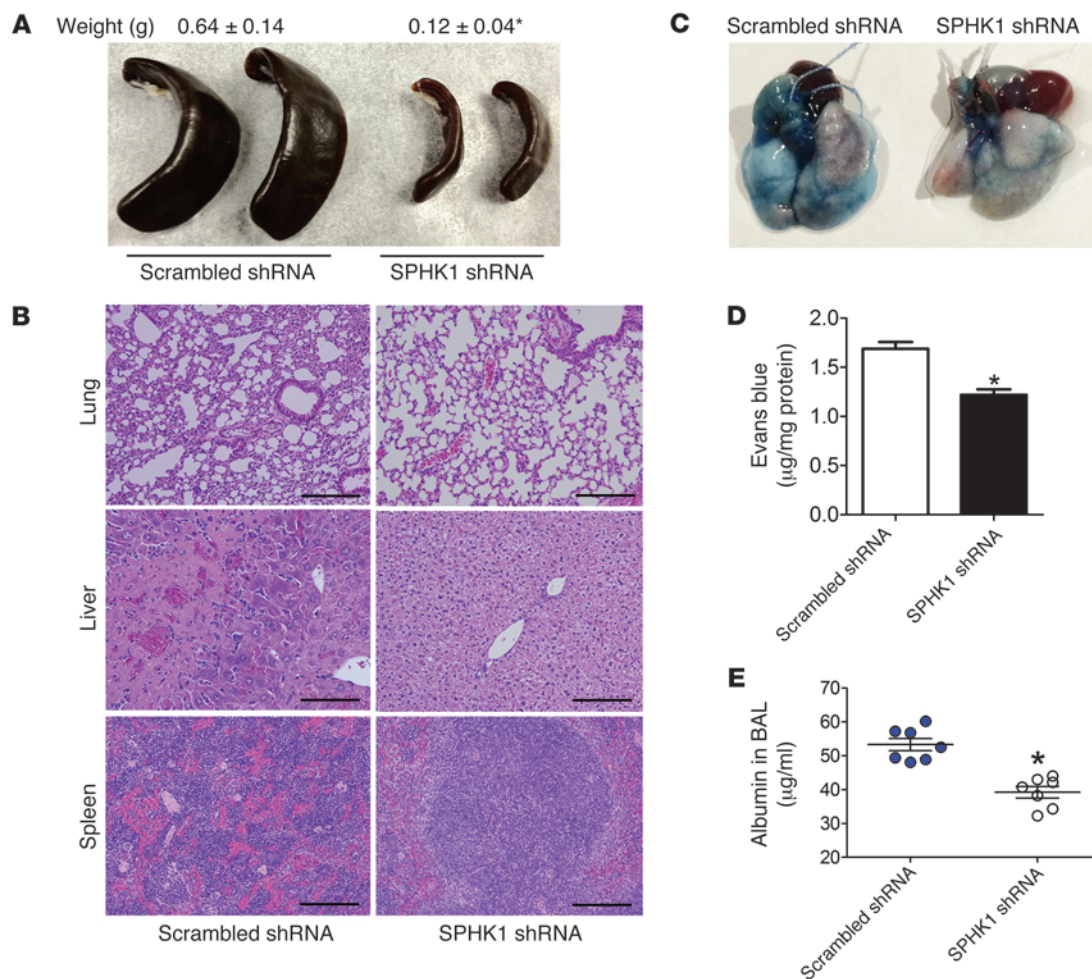 A
Weight (g) 0.64 ± 0.14 0.12 ± 0.04*
Scrambled shRNA SPHK1 shRNA
B
Lung
Liver
Spleen
Scrambled shRNA SPHK1 shRNA
C
Scrambled shRNA SPHK1 shRNA
D
Evans blue
(µg/mg protein)
2.0
1.5
1.0
0.5
0.0
*
Scrambled shRNA
SPHK1 shRNA
E
Albumin in BAL
(µg/ml)
70
60
50
40
30
20
*
Scrambled shRNA
SPHK1 shRNA